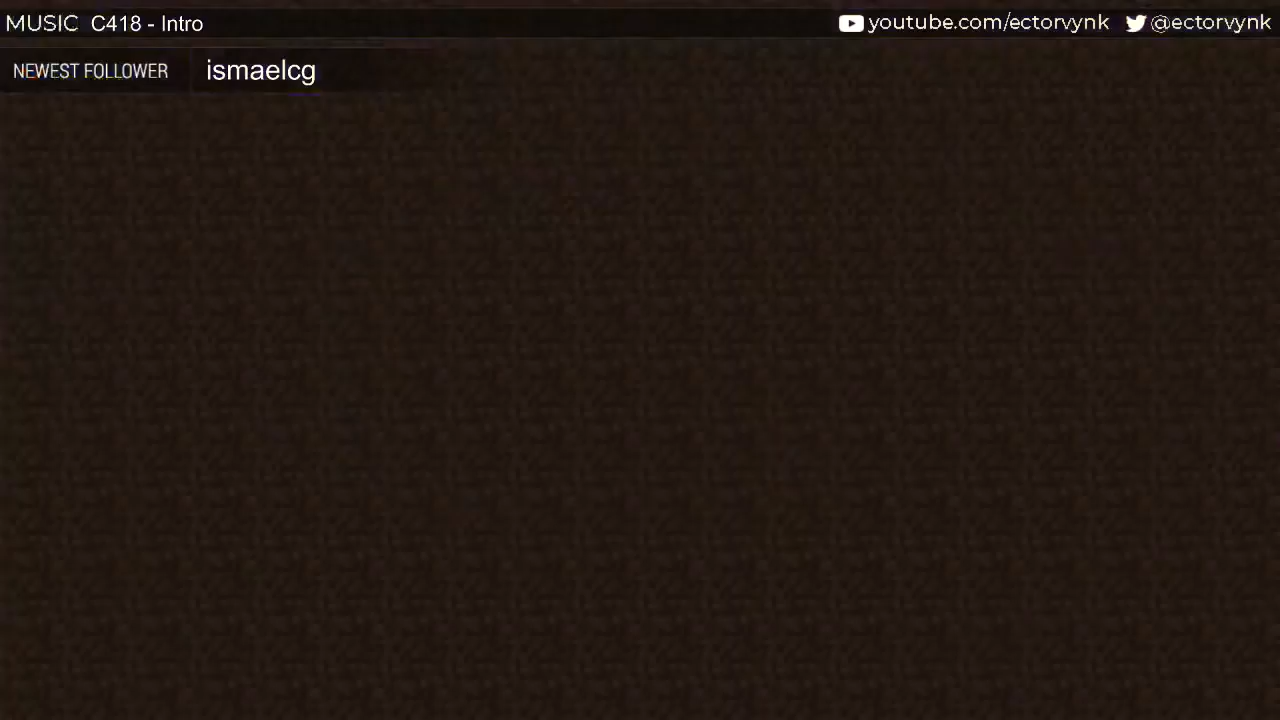 MUSIC C418 - Intro
youtube.com/ectorvynk @ectorvynk
NEWEST FOLLOWER ismaelcg